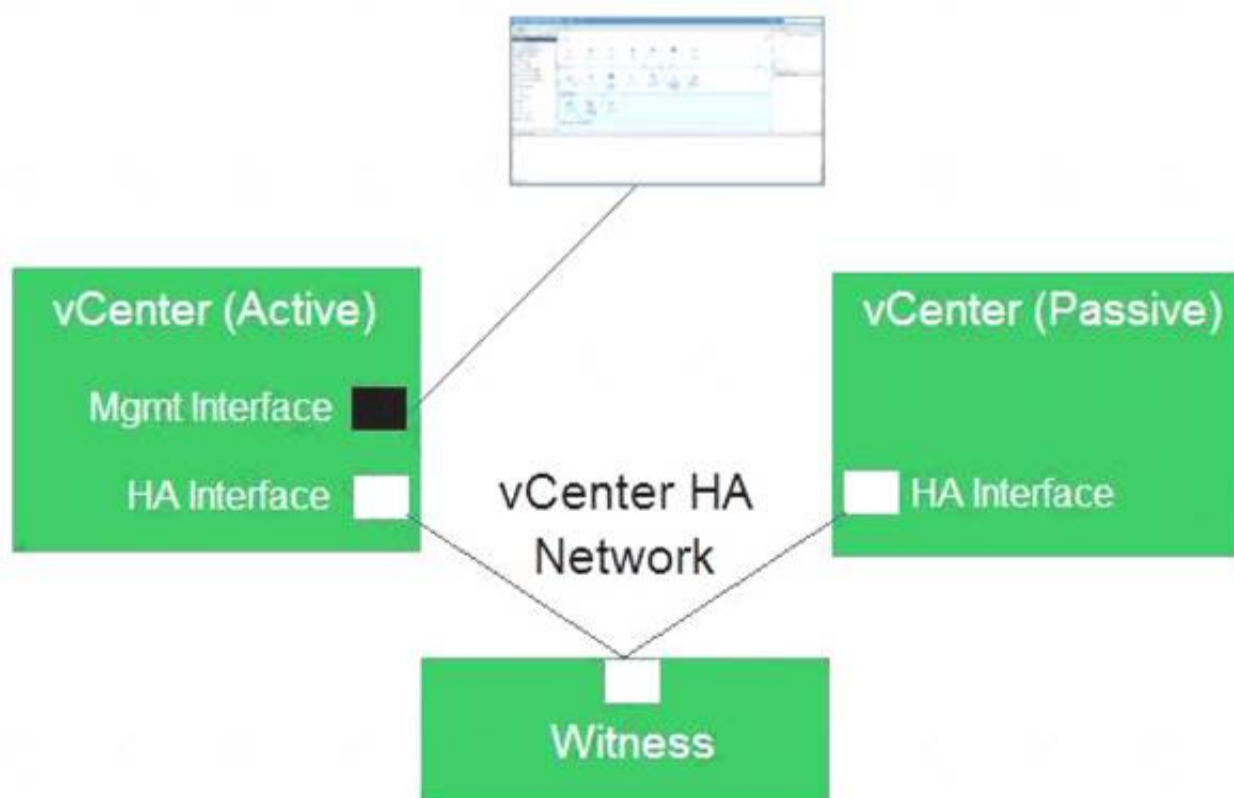 vCenter (Active)
Mgmt Interface
HA Interface
vCenter HA
Network
vCenter (Passive)
HA Interface
Witness